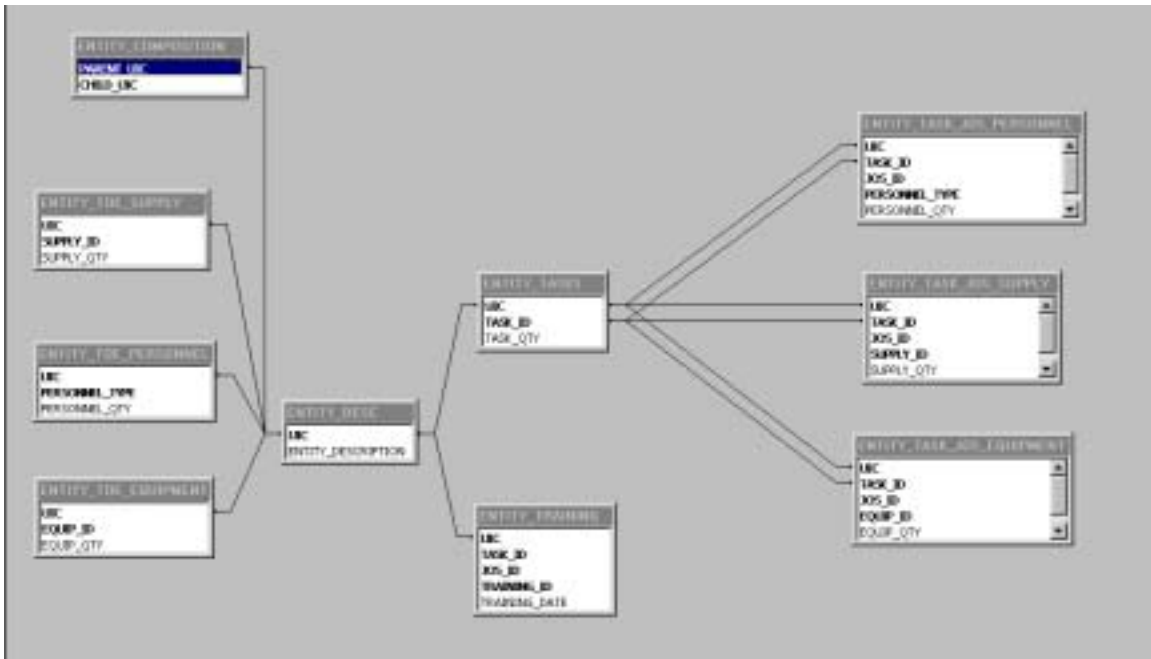 ENTITY_COMPOSITION
PARENT_UIC
CHILD_UIC
ENTITY_TOE_SUPPLY
UIC
SUPPLY_ID
SUPPLY_QTY
ENTITY_TOE_PERSONNEL
UIC
PERSONNEL_TYPE
PERSONNEL_QTY
ENTITY_TOE_EQUIPMENT
UIC
EQUIP_ID
EQUIP_QTY
ENTITY_DESC
UIC
ENTITY_DESCRIPTION
ENTITY_TASKS
UIC
TASK_ID
TASK_QTY
ENTITY_TRAINING
UIC
TASK_ID
JOS_ID
TRAINING_ID
TRAINING_DATE
ENTITY_TASK_JOS_PERSONNEL
UIC
TASK_ID
JOS_ID
PERSONNEL_TYPE
PERSONNEL_QTY
ENTITY_TASK_JOS_SUPPLY
UIC
TASK_ID
JOS_ID
SUPPLY_ID
SUPPLY_QTY
ENTITY_TASK_JOS_EQUIPMENT
UIC
TASK_ID
JOS_ID
EQUIP_ID
EQUIP_QTY